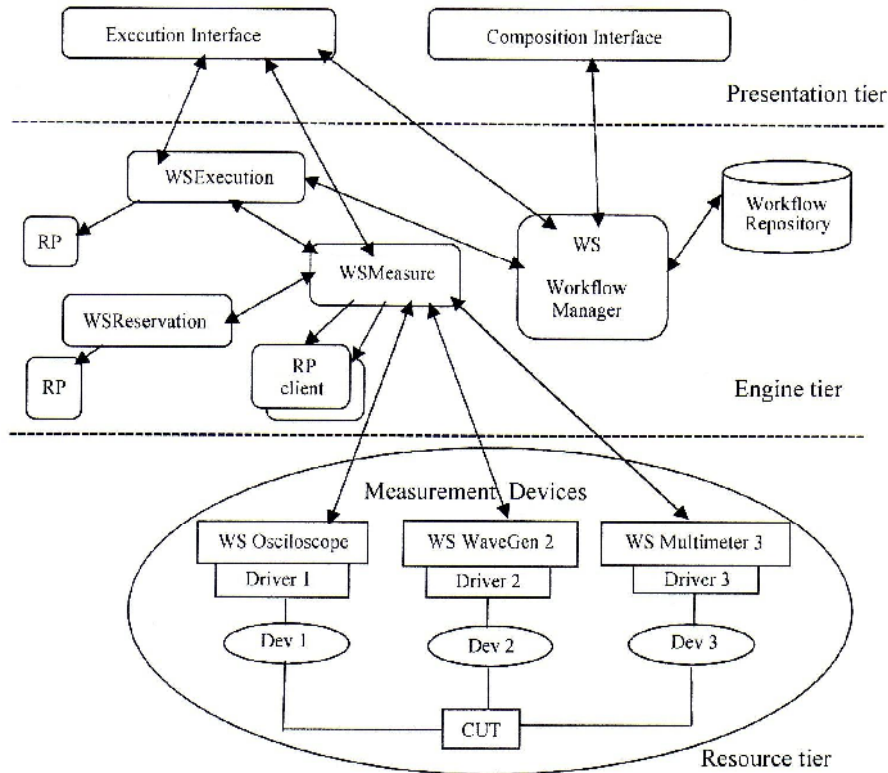 Execution Interface
Composition Interface
Presentation tier
WSExecution
Workflow
Repository
RP
WS
Workflow
Manager
WSMeasure
WSReservation
RP
client
RP
Engine tier
Measurement Devices
WS Osciloscope
WS WaveGen 2
WS Multimeter 3
Driver 1
Driver 2
Driver 3
Dev 1
Dev 2
Dev 3
CUT
Resource tier